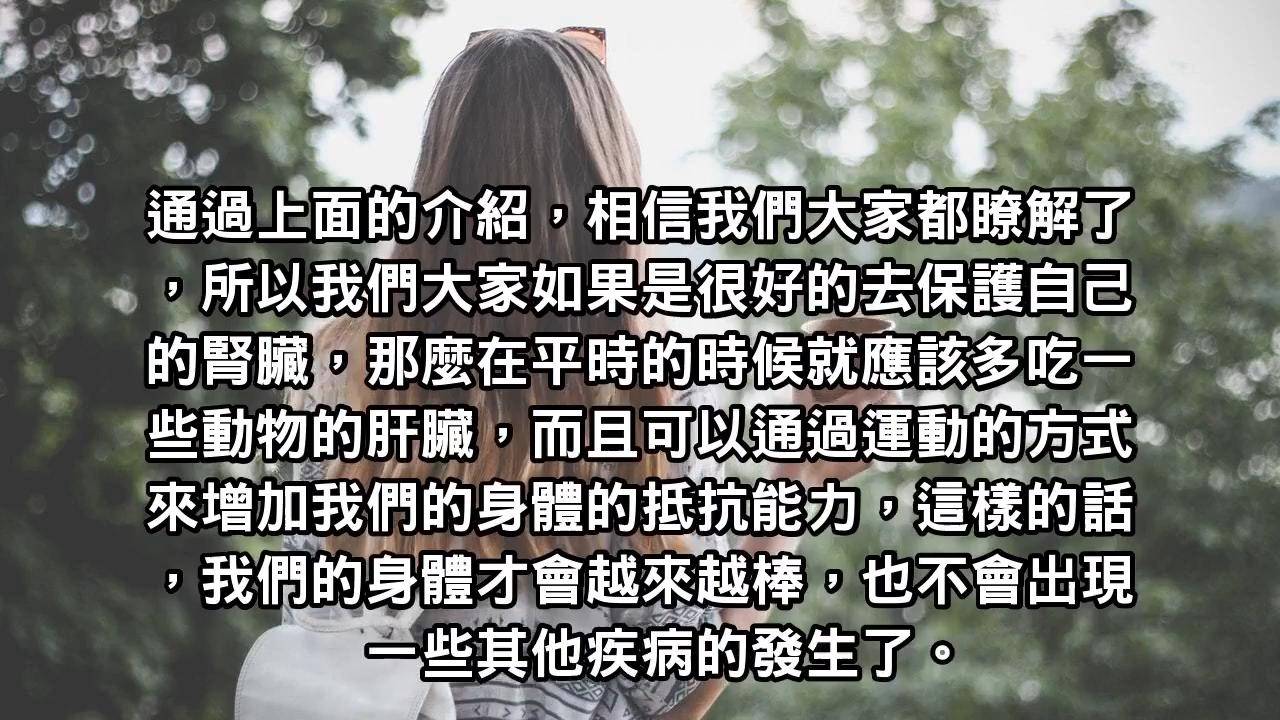 通過上面的介紹，相信我們大家都瞭解了
，所以我們大家如果是很好的去保護自己
的腎臟，那麼在平時的時候就應該多吃一
些動物的肝臟，而且可以通過運動的方式
來增加我們的身體的抵抗能力，這樣的話
，我們的身體才會越來越棒，也不會出現
一些其他疾病的發生了。